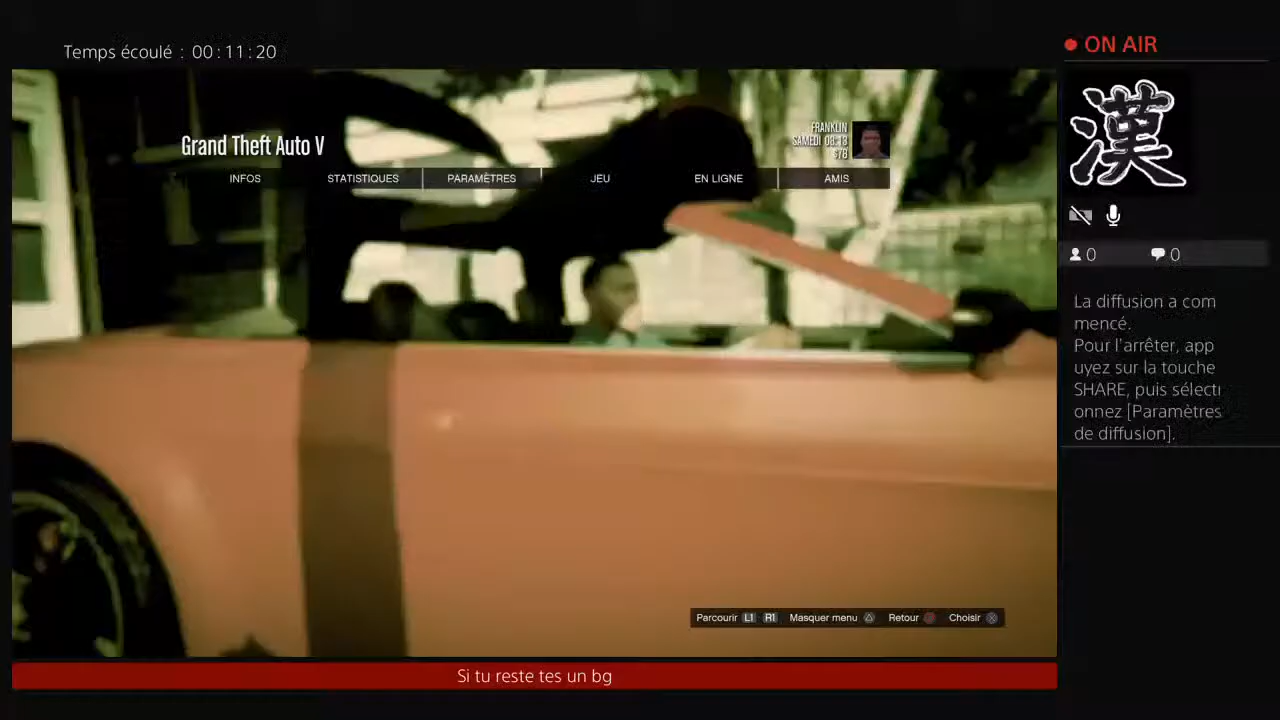 Temps écoulé : 00:11:20
ON AIR
漢
Grand Theft Auto V
FRANKLIN
SAMEDI 08:18
$78
INFOS
STATISTIQUES
PARAMÈTRES
JEU
EN LIGNE
AMIS
0
0
La diffusion a com
mencé.
Pour l'arrêter, app
uyez sur la touche
SHARE, puis sélecti
onnez [Paramètres
de diffusion].
Parcourir L1 R1 Masquer menu Retour Choisir
Si tu reste tes un bg